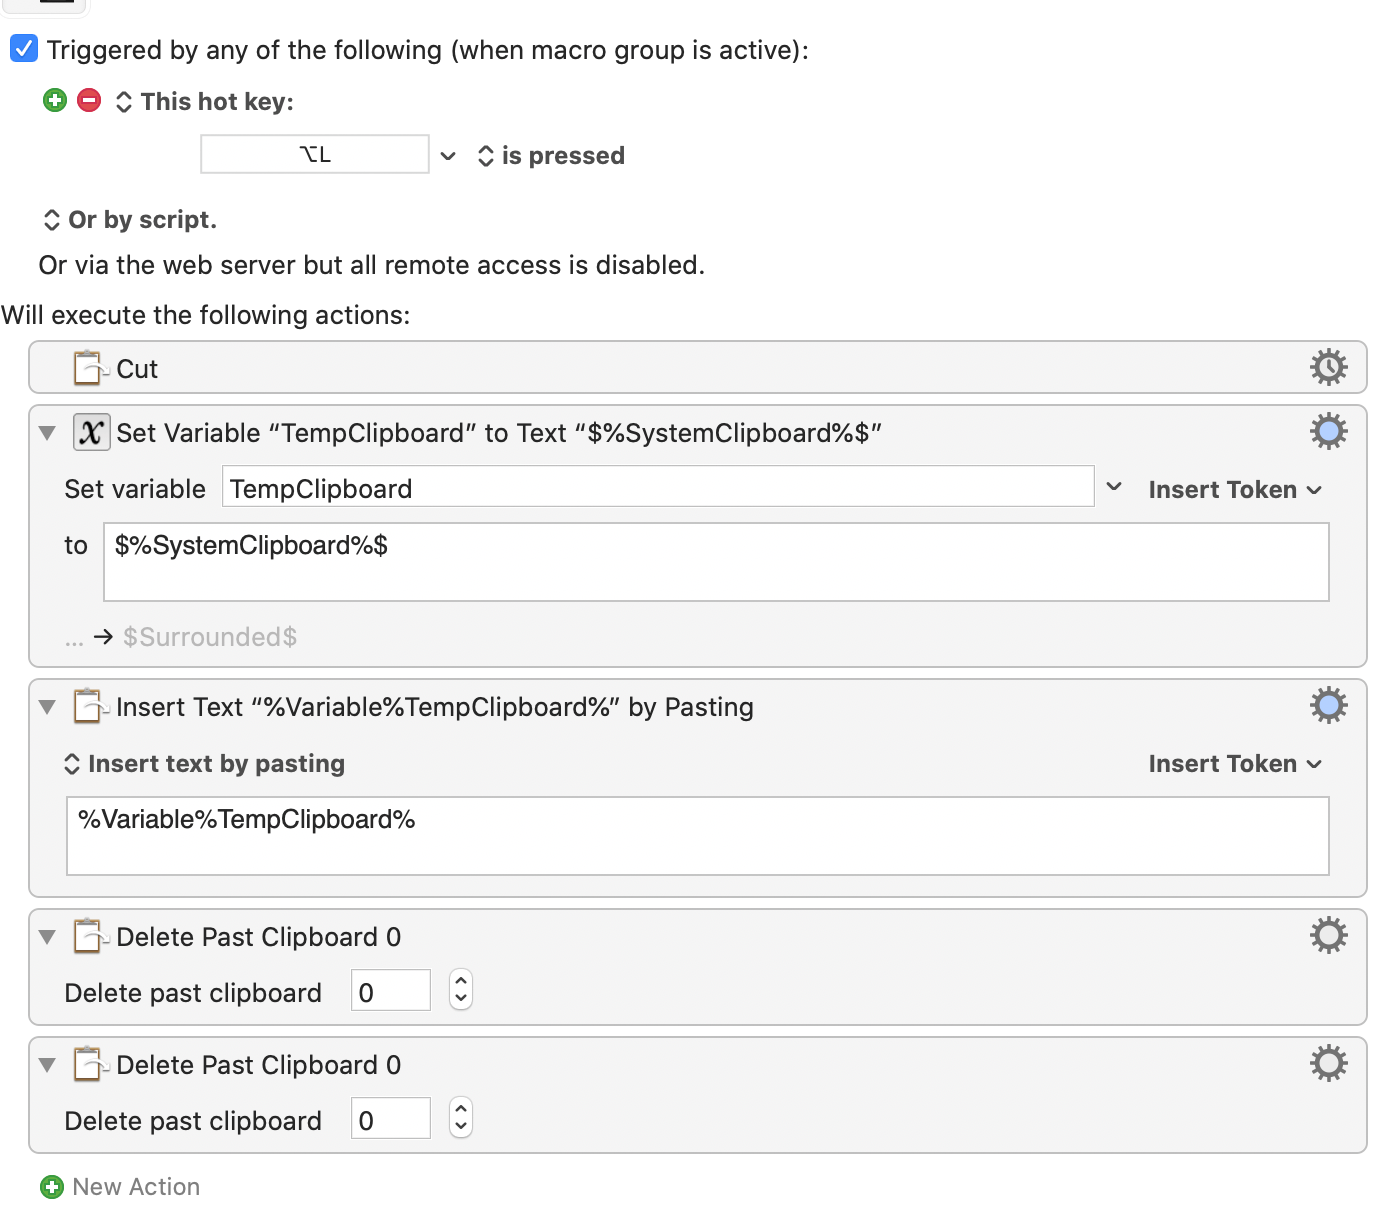 Triggered by any of the following (when macro group is active):
This hot key:
⌥L is pressed
Or by script.
Or via the web server but all remote access is disabled.
Will execute the following actions:
Cut
Set Variable “TempClipboard” to Text “$%SystemClipboard%$”
Set variable TempClipboard Insert Token
to $%SystemClipboard%$
... → $Surrounded$
Insert Text “%Variable%TempClipboard%” by Pasting
Insert text by pasting Insert Token
%Variable%TempClipboard%
Delete Past Clipboard 0
Delete past clipboard 0
Delete Past Clipboard 0
Delete past clipboard 0
New Action